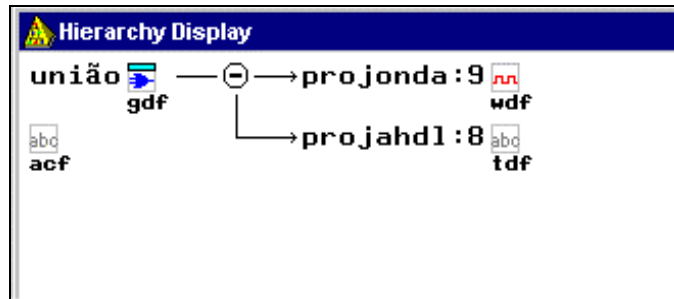 Hierarchy Display
união projonda:9
gdf wdf
abc projahdl:8 abc
acf tdf